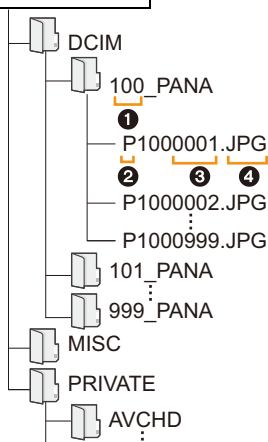 DCIM
100_PANA
1
P1000001.JPG
2 3 4
P1000002.JPG
P1000999.JPG
101_PANA
999_PANA
MISC
PRIVATE
AVCHD